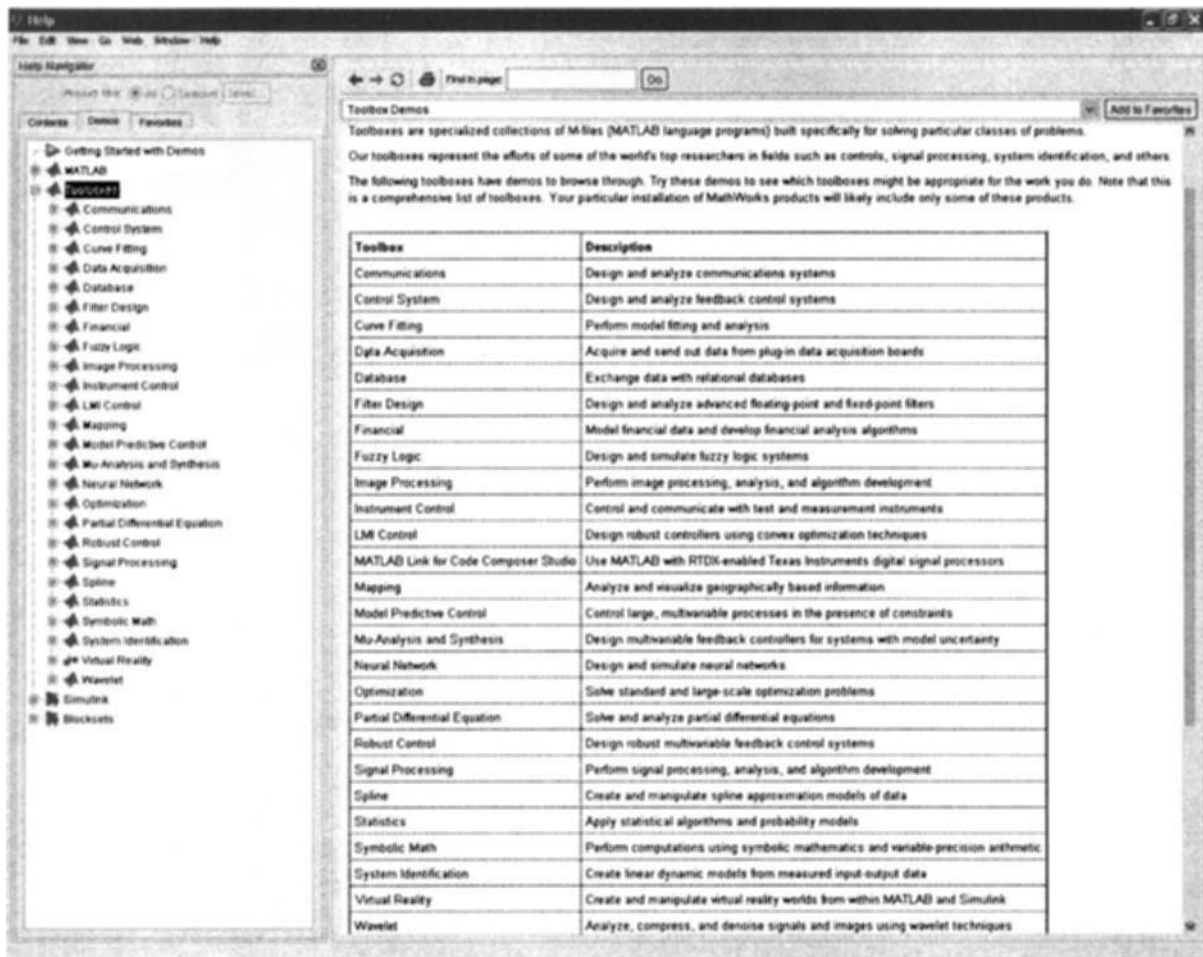 Help
File Edit View Go Web Window Help
Help Navigator
Product filter: All Selected
Contents Demos Favorites
Getting Started with Demos
MATLAB
Toolboxes
Communications
Control System
Curve Fitting
Data Acquisition
Database
Filter Design
Financial
Fuzzy Logic
Image Processing
Instrument Control
LMI Control
Mapping
Model Predictive Control
Mu-Analysis and Synthesis
Neural Network
Optimization
Partial Differential Equation
Robust Control
Signal Processing
Spline
Statistics
Symbolic Math
System Identification
Virtual Reality
Wavelet
Simulink
Blocksets
Find in page: Go
Toolbox Demos Add to Favorites
Toolboxes are specialized collections of M-files (MATLAB language programs) built specifically for solving particular classes of problems.
Our toolboxes represent the efforts of some of the world's top researchers in fields such as controls, signal processing, system identification, and others.
The following toolboxes have demos to browse through. Try these demos to see which toolboxes might be appropriate for the work you do. Note that this
is a comprehensive list of toolboxes. Your particular installation of MathWorks products will likely include only some of these products.
Toolbox Description
Communications Design and analyze communications systems
Control System Design and analyze feedback control systems
Curve Fitting Perform model fitting and analysis
Data Acquisition Acquire and send out data from plug-in data acquisition boards
Database Exchange data with relational databases
Filter Design Design and analyze advanced floating-point and fixed-point filters
Financial Model financial data and develop financial analysis algorithms
Fuzzy Logic Design and simulate fuzzy logic systems
Image Processing Perform image processing, analysis, and algorithm development
Instrument Control Control and communicate with test and measurement instruments
LMI Control Design robust controllers using convex optimization techniques
MATLAB Link for Code Composer Studio Use MATLAB with RTDX-enabled Texas Instruments digital signal processors
Mapping Analyze and visualize geographically based information
Model Predictive Control Control large, multivariable processes in the presence of constraints
Mu-Analysis and Synthesis Design multivariable feedback controllers for systems with model uncertainty
Neural Network Design and simulate neural networks
Optimization Solve standard and large-scale optimization problems
Partial Differential Equation Solve and analyze partial differential equations
Robust Control Design robust multivariable feedback control systems
Signal Processing Perform signal processing, analysis, and algorithm development
Spline Create and manipulate spline approximation models of data
Statistics Apply statistical algorithms and probability models
Symbolic Math Perform computations using symbolic mathematics and variable-precision arithmetic
System Identification Create linear dynamic models from measured input-output data
Virtual Reality Create and manipulate virtual reality worlds from within MATLAB and Simulink
Wavelet Analyze, compress, and denoise signals and images using wavelet techniques